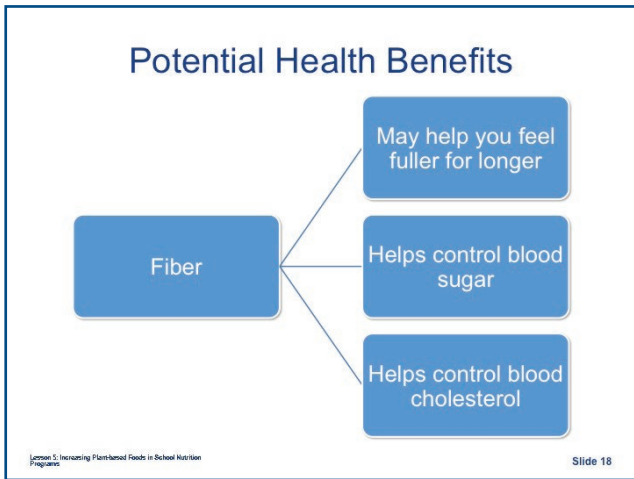 Potential Health Benefits
May help you feel
fuller for longer
Fiber
Helps control blood
sugar
Helps control blood
cholesterol
Lesson 5: Increasing Plant-based Foods in School Nutrition
Programs
Slide 18